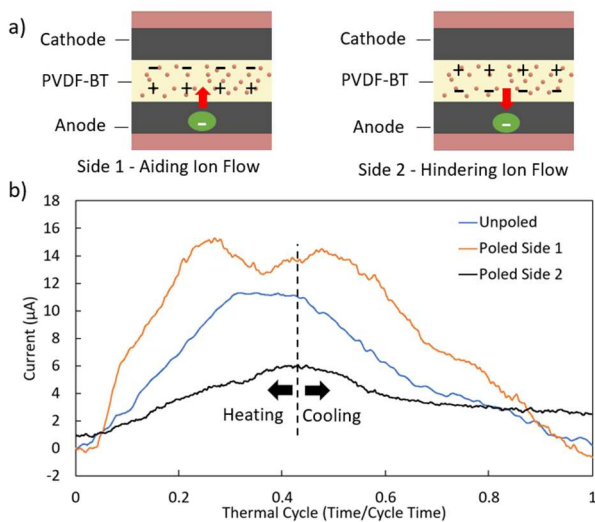 a)
Cathode
PVDF-BT
Anode
− − − −
+ + + +
−
Side 1 - Aiding Ion Flow
Cathode
PVDF-BT
Anode
+ + + +
− − − −
−
Side 2 - Hindering Ion Flow
b)
18
16
14
12
10
8
6
4
2
0
-2
Current (µA)
Unpoled
Poled Side 1
Poled Side 2
Heating
Cooling
0 0.2 0.4 0.6 0.8 1
Thermal Cycle (Time/Cycle Time)